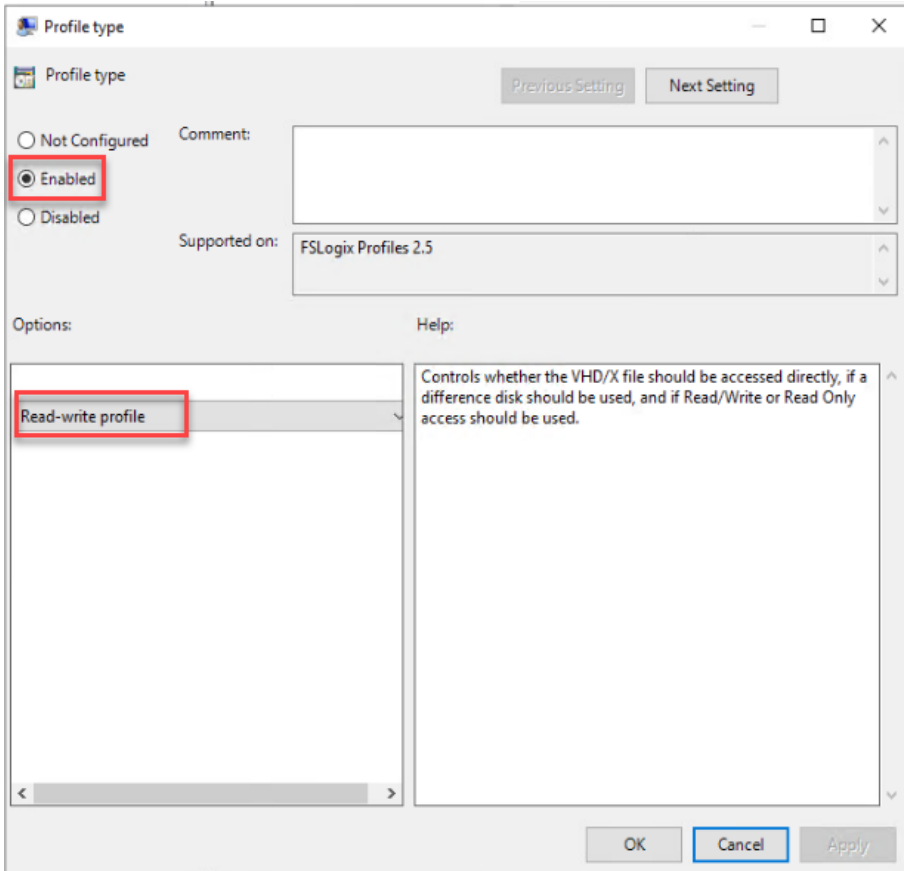 Profile type
Profile type
Previous Setting
Next Setting
Not Configured
Comment:
Enabled
Disabled
Supported on:
FSLogix Profiles 2.5
Options:
Help:
Read-write profile
Controls whether the VHD/X file should be accessed directly, if a
difference disk should be used, and if Read/Write or Read Only
access should be used.
OK
Cancel
Apply